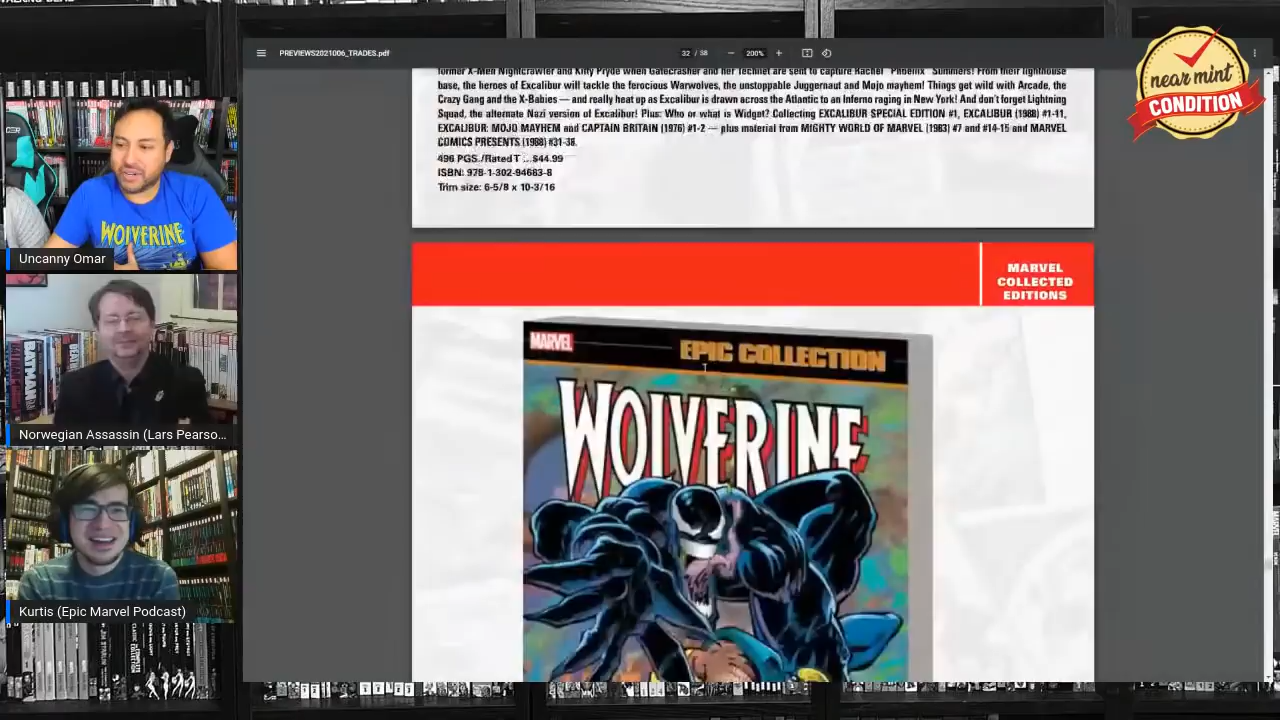 PREVIEWS2021006_TRADES.pdf
32 / 38
200%
near mint
CONDITION
former X-Men Nightcrawler and Kitty Pryde when Gatecrasher and her Technet are sent to capture Rachel "Phoenix" Summers! From their lighthouse
base, the heroes of Excalibur will tackle the ferocious Warwolves, the unstoppable Juggernaut and Mojo mayhem! Things get wild with Arcade, the
Crazy Gang and the X-Babies — and really heat up as Excalibur is drawn across the Atlantic to an Inferno raging in New York! And don't forget Lightning
Squad, the alternate Nazi version of Excalibur! Plus: Who or what is Widget? Collecting EXCALIBUR SPECIAL EDITION #1, EXCALIBUR (1988) #1-11,
EXCALIBUR: MOJO MAYHEM and CAPTAIN BRITAIN (1976) #1-2 — plus material from MIGHTY WORLD OF MARVEL (1983) #7 and #14-15 and MARVEL
COMICS PRESENTS (1988) #31-38.
496 PGS./Rated T ...$44.99
ISBN: 978-1-302-94683-8
Trim size: 6-5/8 x 10-3/16
MARVEL
COLLECTED
EDITIONS
MARVEL
EPIC COLLECTION
WOLVERINE
WOLVERINE
Uncanny Omar
BATMAN
Norwegian Assassin (Lars Pearso...
Kurtis (Epic Marvel Podcast)